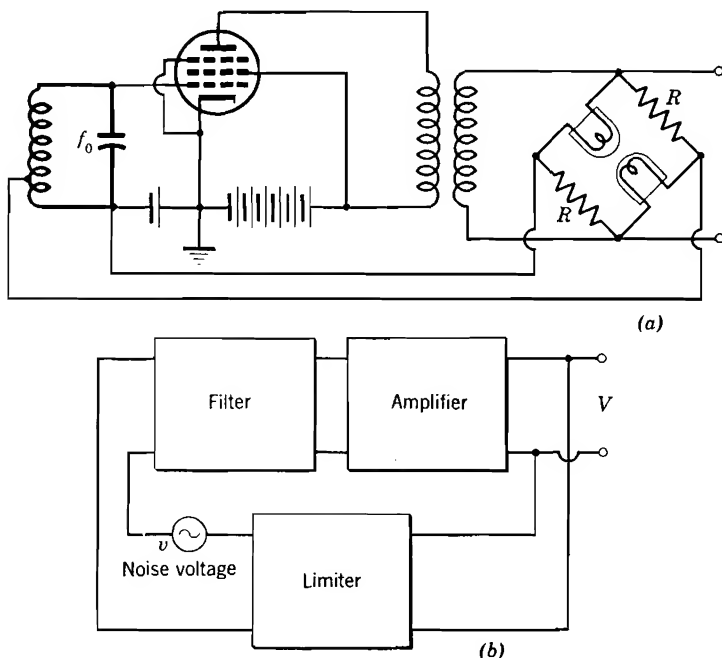 f₀
R
R
(a)
Filter
Amplifier
V
v
Noise voltage
Limiter
(b)